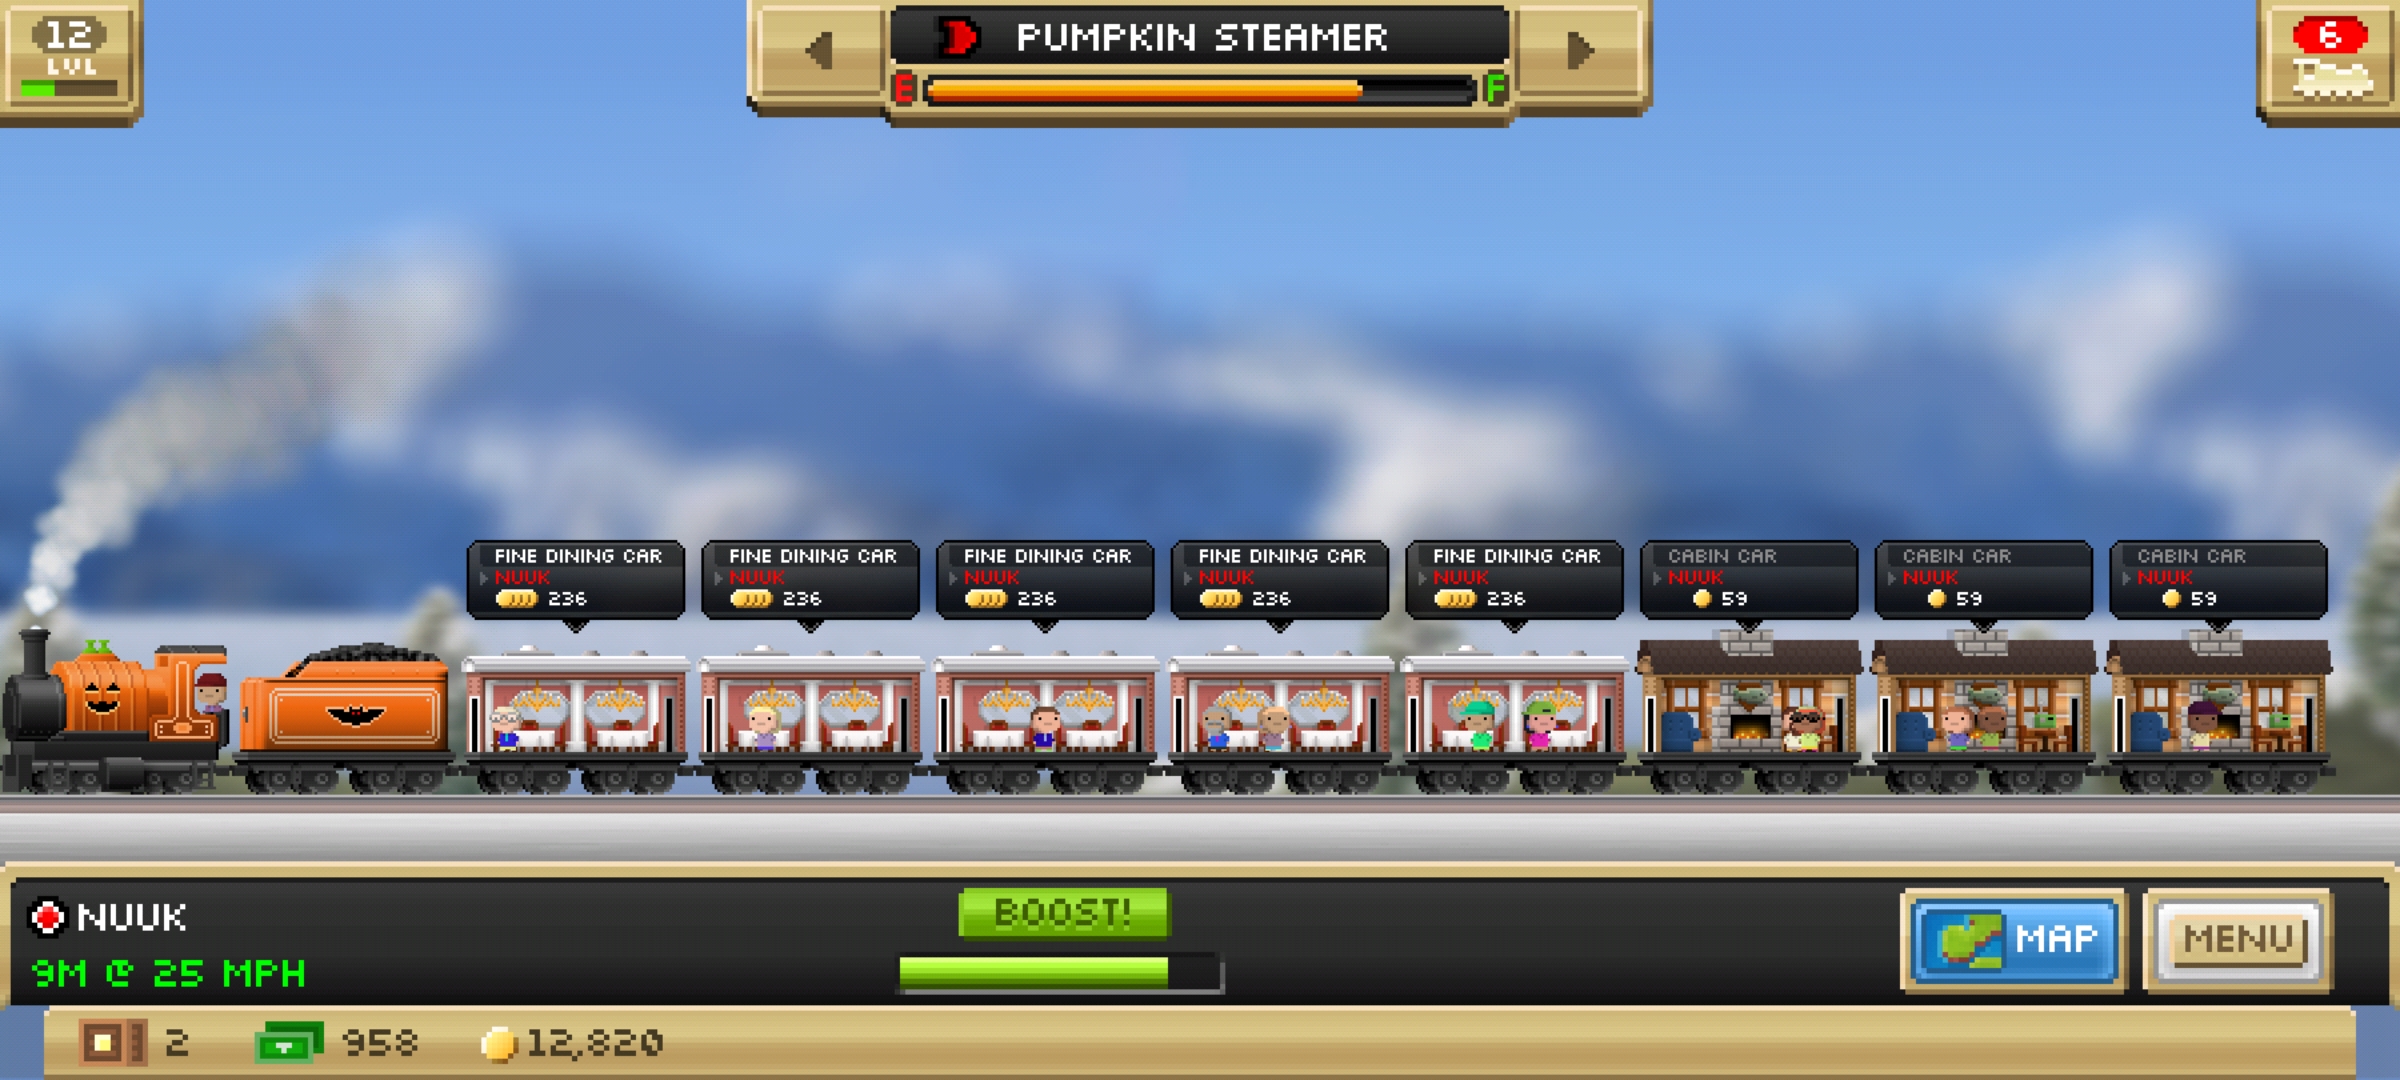 12
LVL
PUMPKIN STEAMER
E F
6
FINE DINING CAR
NUUK
236
FINE DINING CAR
NUUK
236
FINE DINING CAR
NUUK
236
FINE DINING CAR
NUUK
236
FINE DINING CAR
NUUK
236
CABIN CAR
NUUK
59
CABIN CAR
NUUK
59
CABIN CAR
NUUK
59
NUUK
9M @ 25 MPH
BOOST!
MAP
MENU
2 958 12,820